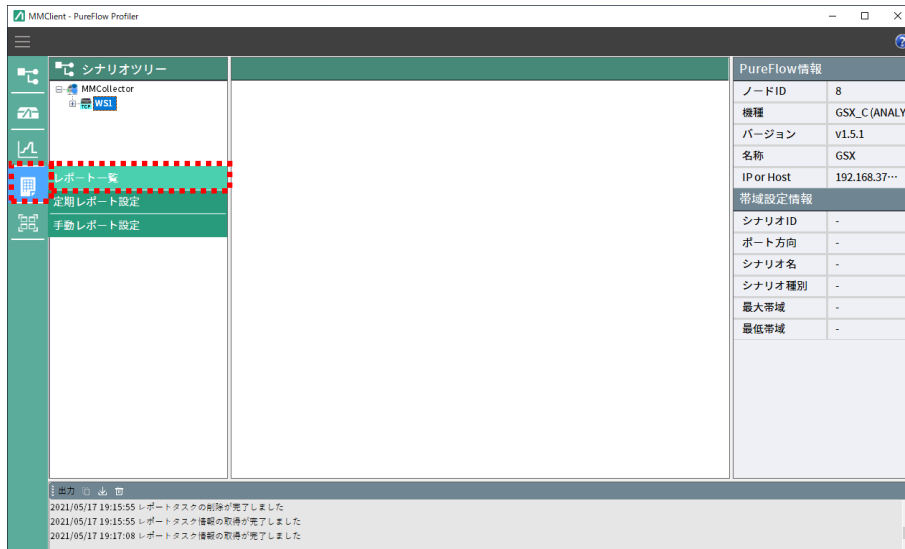 MMClient - PureFlow Profiler
シナリオツリー
MMCollector
WS1
レポート一覧
定期レポート設定
手動レポート設定
PureFlow情報
ノードID 8
機種 GSX_C (ANALY
バージョン v1.5.1
名称 GSX
IP or Host 192.168.37…
帯域設定情報
シナリオID -
ポート方向 -
シナリオ名 -
シナリオ種別 -
最大帯域 -
最低帯域 -
出力
2021/05/17 19:15:55 レポートタスクの削除が完了しました
2021/05/17 19:15:55 レポートタスク情報の取得が完了しました
2021/05/17 19:17:08 レポートタスク情報の取得が完了しました